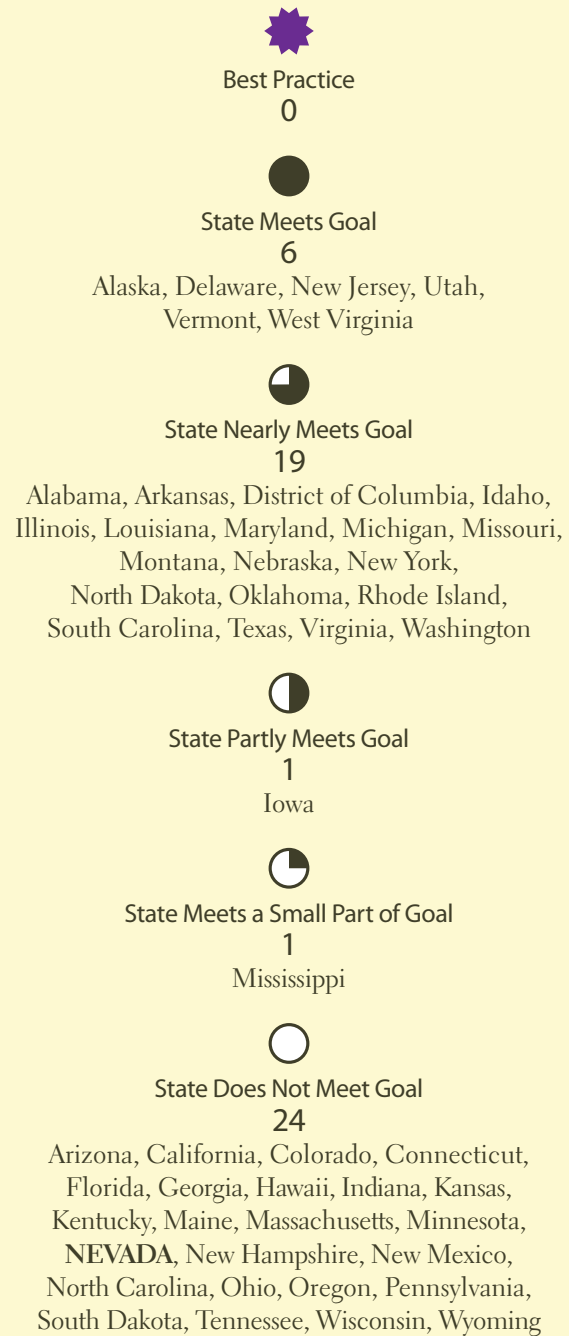 Best Practice
0
State Meets Goal
6
Alaska, Delaware, New Jersey, Utah,
Vermont, West Virginia
State Nearly Meets Goal
19
Alabama, Arkansas, District of Columbia, Idaho,
Illinois, Louisiana, Maryland, Michigan, Missouri,
Montana, Nebraska, New York,
North Dakota, Oklahoma, Rhode Island,
South Carolina, Texas, Virginia, Washington
State Partly Meets Goal
1
Iowa
State Meets a Small Part of Goal
1
Mississippi
State Does Not Meet Goal
24
Arizona, California, Colorado, Connecticut,
Florida, Georgia, Hawaii, Indiana, Kansas,
Kentucky, Maine, Massachusetts, Minnesota,
NEVADA, New Hampshire, New Mexico,
North Carolina, Ohio, Oregon, Pennsylvania,
South Dakota, Tennessee, Wisconsin, Wyoming